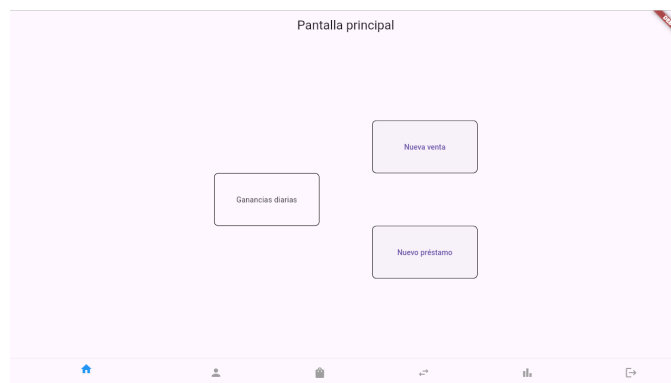 Pantalla principal
Nueva venta
Ganancias diarias
Nuevo préstamo